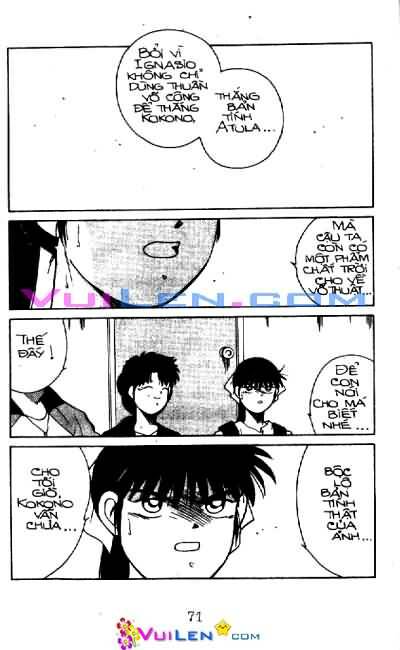 BỞI VÌ
IGNASIO
KHÔNG CHỈ
DÙNG THUẦN
VÕ CÔNG
ĐỂ THẮNG
KOKONO,
THẮNG
BẢN
TÍNH
ATULA...
MÀ
CẬU TA,
CÒN CÓ
MỘT PHẨM
CHẤT TRỜI
CHO VỀ
VÕ THUẬT...
VUILEN.COM
THẾ
ĐẤY!
ĐỂ
CON
NÓI
CHO MÁ
BIẾT
NHÉ...
CHO
TỚI
GIỜ,
KOKONO
VẪN
CHƯA...
BỘC
LỘ
BẢN
TÍNH
THẬT
CỦA
ẢNH...
71
VUILEN
.COM